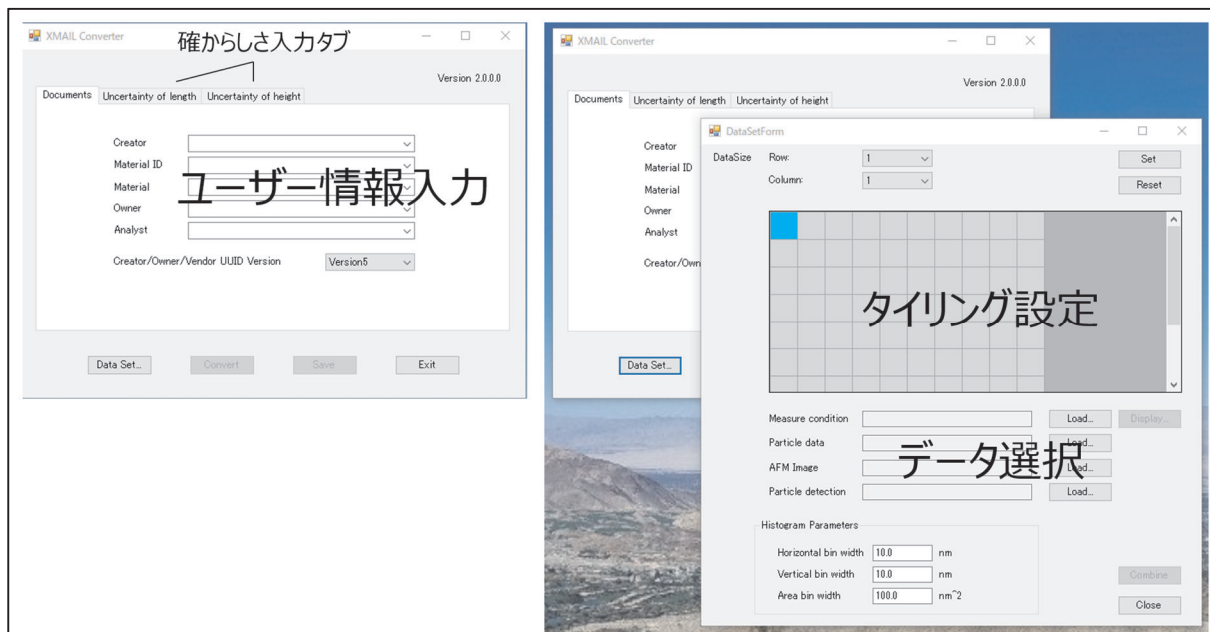 XMAIL Converter
確からしさ入力タブ
Version 2.0.0.0
Documents Uncertainty of length Uncertainty of height
Creator
Material ID
Material
Owner
Analyst
ユーザー情報入力
Creator/Owner/Vendor UUID Version Version5
Data Set... Convert Save Exit
XMAIL Converter
Version 2.0.0.0
Documents Uncertainty of length Uncertainty of height
Creator
Material ID
Material
Owner
Analyst
Creator/Own
Data Set...
DataSetForm
DataSize Row: 1 Set
Column: 1 Reset
タイリング設定
Measure condition Load... Display...
Particle data Load...
AFM Image Load...
Particle detection Load...
データ選択
Histogram Parameters
Horizontal bin width 10.0 nm
Vertical bin width 10.0 nm
Area bin width 100.0 nm^2
Combine
Close